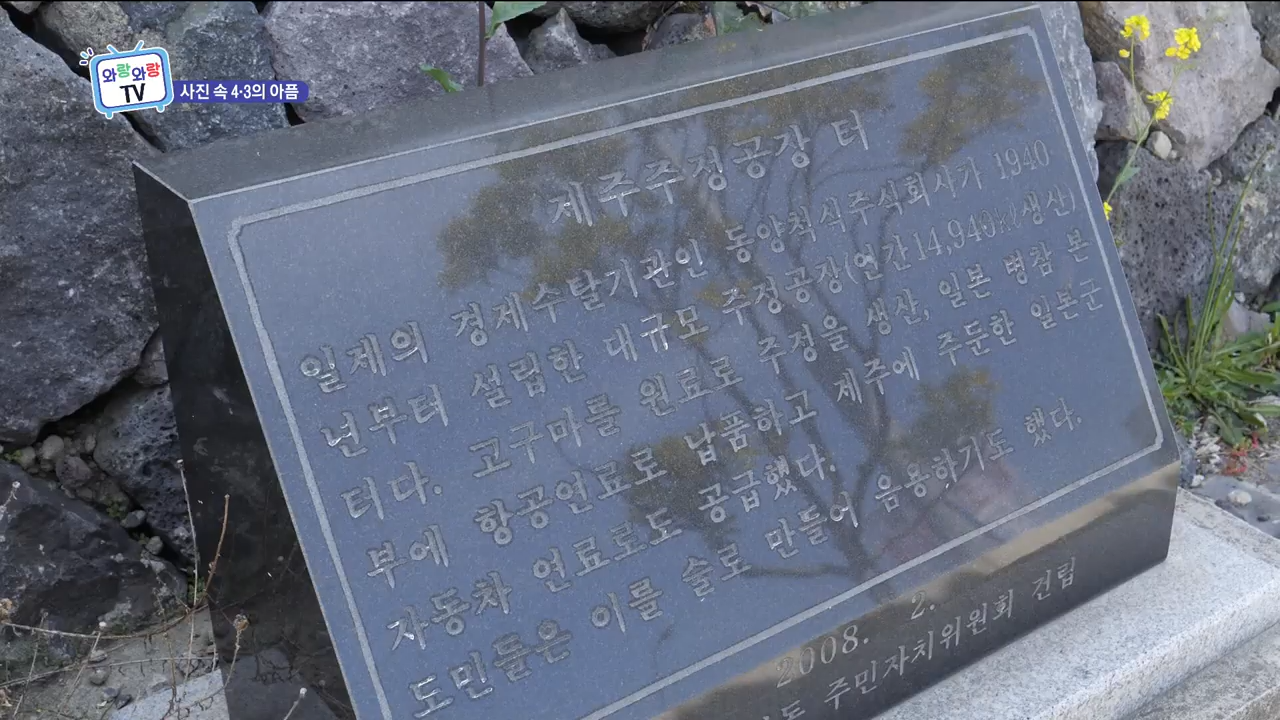 와랑와랑
TV
사진 속 4·3의 아픔
제주주정공장 터
일제의 경제수탈기관인 동양척식주식회사가 1940
년부터 설립한 대규모 주정공장(연간14,940㎘생산)
터다. 고구마를 원료로 주정을 생산, 일본 병참 본
부에 항공연료로 납품하고 제주에 주둔한 일본군
자동차 연료로도 공급했다.
도민들은 이를 술로 만들어 음용하기도 했다.
2008. 2.
주민자치위원회 건립